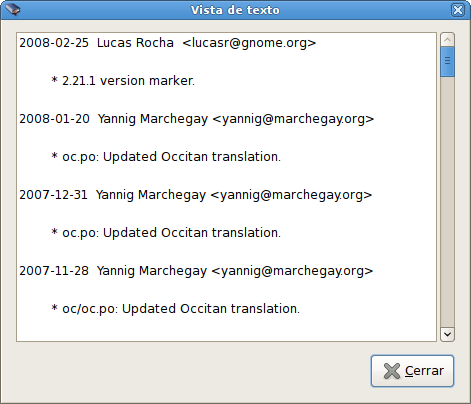 Vista de texto
2008-02-25  Lucas Rocha  <lucasr@gnome.org>
* 2.21.1 version marker.
2008-01-20  Yannig Marchegay <yannig@marchegay.org>
* oc.po: Updated Occitan translation.
2007-12-31  Yannig Marchegay <yannig@marchegay.org>
* oc.po: Updated Occitan translation.
2007-11-28  Yannig Marchegay <yannig@marchegay.org>
* oc/oc.po: Updated Occitan translation.
Cerrar